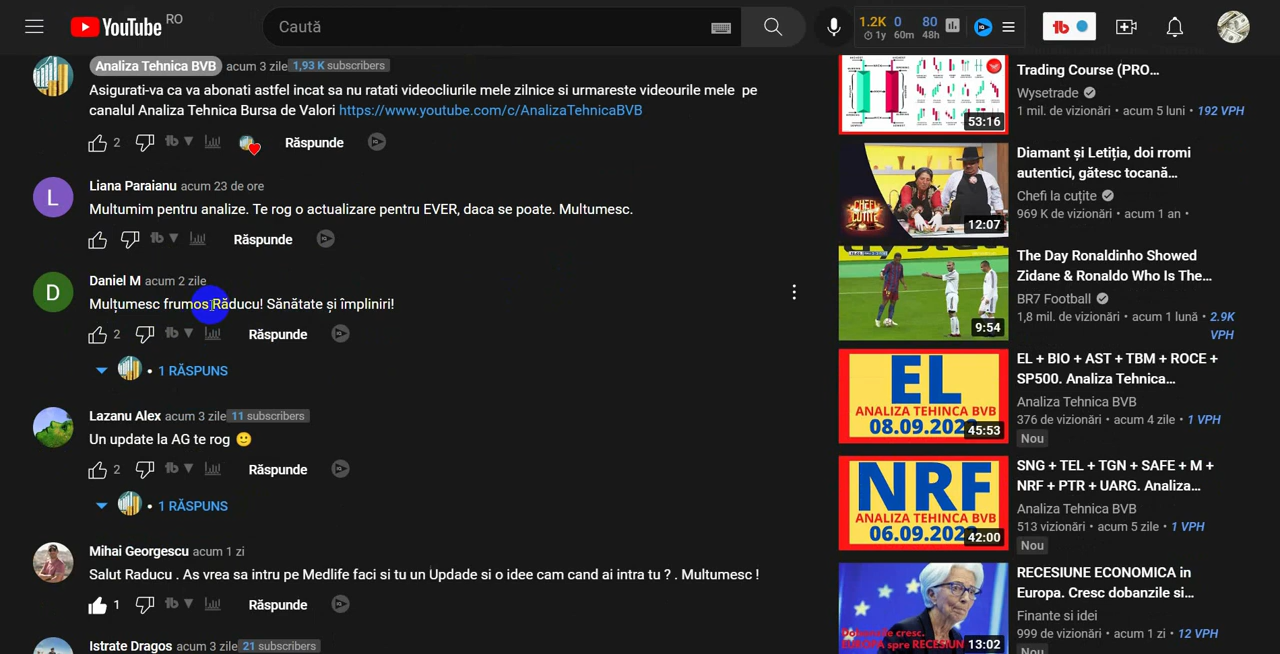 YouTube RO
Caută
1.2K 0 80
1y 60m 48h
Analiza Tehnica BVB acum 3 zile 1,93 K subscribers
Asigurati-va ca va abonati astfel incat sa nu ratati videocliurile mele zilnice si urmareste videourile mele pe
canalul Analiza Tehnica Bursa de Valori https://www.youtube.com/c/AnalizaTehnicaBVB
2 Răspunde
L
Liana Paraianu acum 23 de ore
Multumim pentru analize. Te rog o actualizare pentru EVER, daca se poate. Multumesc.
Răspunde
D
Daniel M acum 2 zile
Mulțumesc frumos Răducu! Sănătate și împliniri!
2 Răspunde
• 1 RĂSPUNS
Lazanu Alex acum 3 zile 11 subscribers
Un update la AG te rog 🙂
2 Răspunde
• 1 RĂSPUNS
Mihai Georgescu acum 1 zi
Salut Raducu . As vrea sa intru pe Medlife faci si tu un Updade si o idee cam cand ai intra tu ? . Multumesc !
1 Răspunde
Istrate Dragos acum 3 zile 21 subscribers
53:16
Trading Course (PRO...
Wysetrade
1 mil. de vizionări • acum 5 luni • 192 VPH
CHEFI LA CUȚITE
12:07
Diamant și Letiția, doi rromi
autentici, gătesc tocană...
Chefi la cuțite
969 K de vizionări • acum 1 an •
9:54
The Day Ronaldinho Showed
Zidane & Ronaldo Who Is The...
BR7 Football
1,8 mil. de vizionări • acum 1 lună • 2.9K
VPH
EL
ANALIZA TEHINCA BVB
08.09.202
45:53
EL + BIO + AST + TBM + ROCE +
SP500. Analiza Tehnica...
Analiza Tehnica BVB
376 de vizionări • acum 4 zile • 1 VPH
Nou
NRF
ANALIZA TEHINCA BVB
06.09.202
42:00
SNG + TEL + TGN + SAFE + M +
NRF + PTR + UARG. Analiza...
Analiza Tehnica BVB
513 vizionări • acum 5 zile • 1 VPH
Nou
Dobanzile cresc.
EUROPA spre RECESIUN
13:02
RECESIUNE ECONOMICA in
Europa. Cresc dobanzile si...
Finante si idei
999 de vizionări • acum 1 zi • 12 VPH
Nou